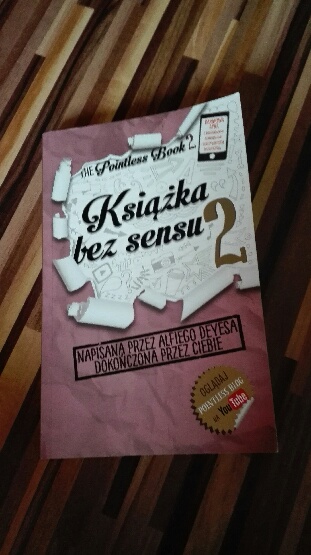 THE Pointless Book 2
Książka
bez sensu 2
NAPISANA PRZEZ ALFIEGO DEYESA
DOKOŃCZONA PRZEZ CIEBIE
OGLĄDAJ
POINTLESS BLOG
na YouTube